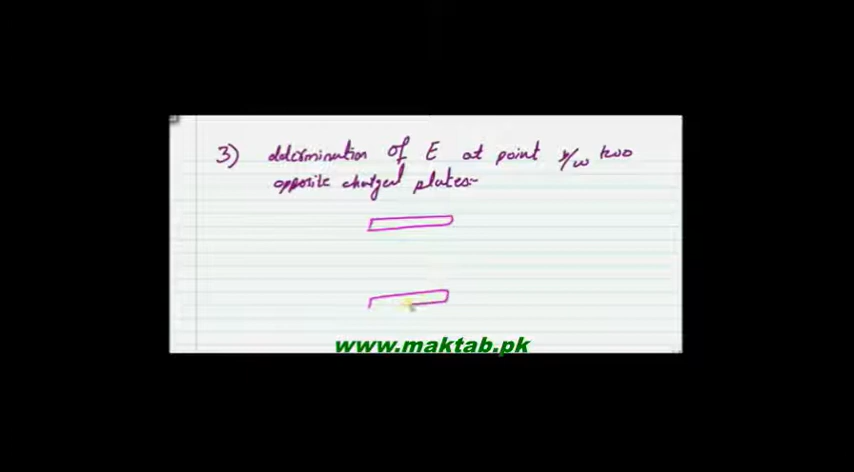 3) determination of E at point b/w two
opposite charged plates:-
www.maktab.pk